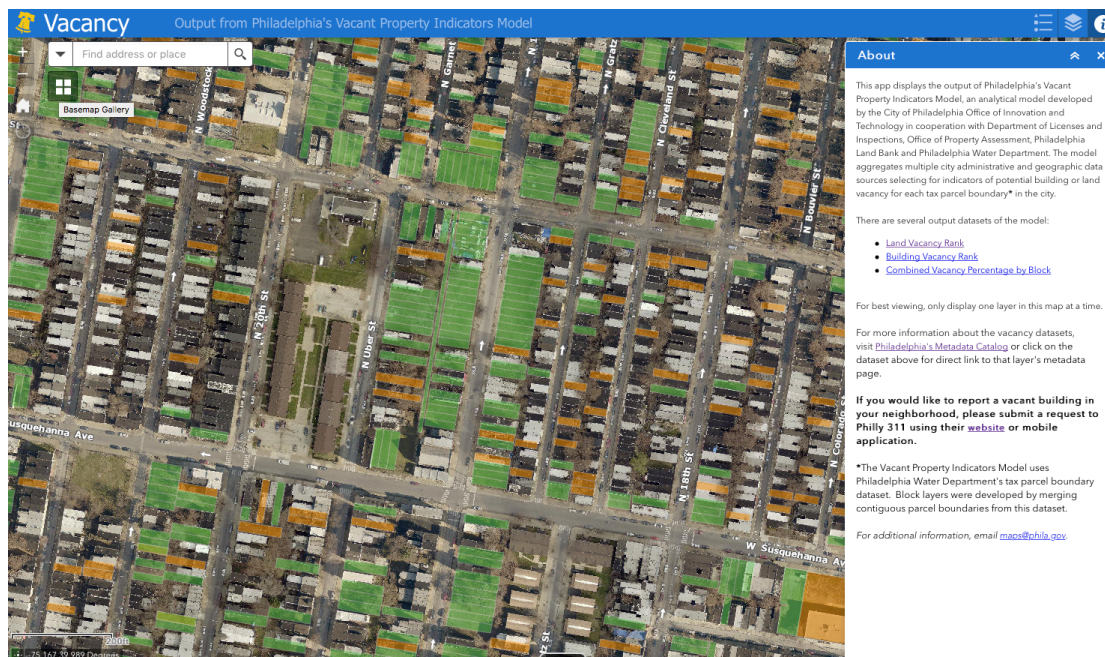 Vacancy
Output from Philadelphia's Vacant Property Indicators Model
Find address or place
Basemap Gallery
N Woodstock
N Garnet
N Gratz
N Cleveland St
N Bouvier St
N 20th St
N Uber St
N 18th St
N Colorado St
usquehanna Ave
W Susquehanna Av
200ft
-75.167 39.989 Degrees
About
This app displays the output of Philadelphia's Vacant
Property Indicators Model, an analytical model developed
by the City of Philadelphia Office of Innovation and
Technology in cooperation with Department of Licenses and
Inspections, Office of Property Assessment, Philadelphia
Land Bank and Philadelphia Water Department. The model
aggregates multiple city administrative and geographic data
sources selecting for indicators of potential building or land
vacancy for each tax parcel boundary* in the city.
There are several output datasets of the model:
• Land Vacancy Rank
• Building Vacancy Rank
• Combined Vacancy Percentage by Block
For best viewing, only display one layer in this map at a time.
For more information about the vacancy datasets,
visit Philadelphia's Metadata Catalog or click on the
dataset above for direct link to that layer's metadata
page.
If you would like to report a vacant building in
your neighborhood, please submit a request to
Philly 311 using their website or mobile
application.
*The Vacant Property Indicators Model uses
Philadelphia Water Department's tax parcel boundary
dataset. Block layers were developed by merging
contiguous parcel boundaries from this dataset.
For additional information, email maps@phila.gov.